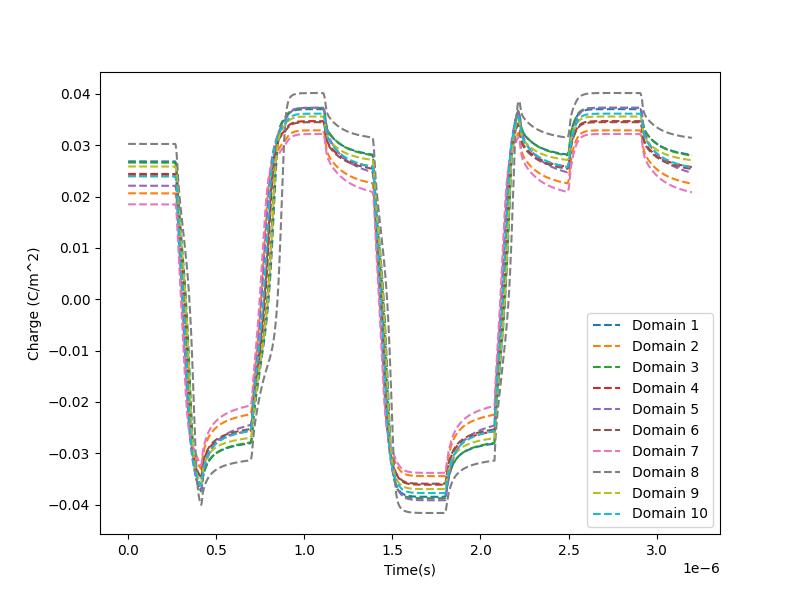 0.04
0.03
0.02
0.01
0.00
−0.01
−0.02
−0.03
−0.04
Charge (C/m^2)
0.0
0.5
1.0
1.5
2.0
2.5
3.0
1e−6
Time(s)
Domain 1
Domain 2
Domain 3
Domain 4
Domain 5
Domain 6
Domain 7
Domain 8
Domain 9
Domain 10